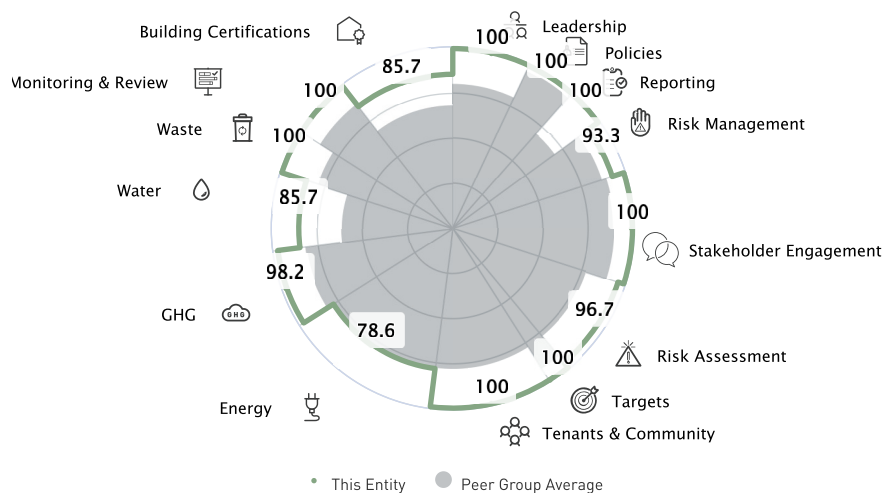 Building Certifications
100
Leadership
85.7
100
Policies
Monitoring & Review
100
100
Reporting
Waste
100
93.3
Risk Management
Water
85.7
100
Stakeholder Engagement
98.2
GHG
GHG
96.7
78.6
100
Risk Assessment
Energy
100
Targets
Tenants & Community
This Entity
Peer Group Average